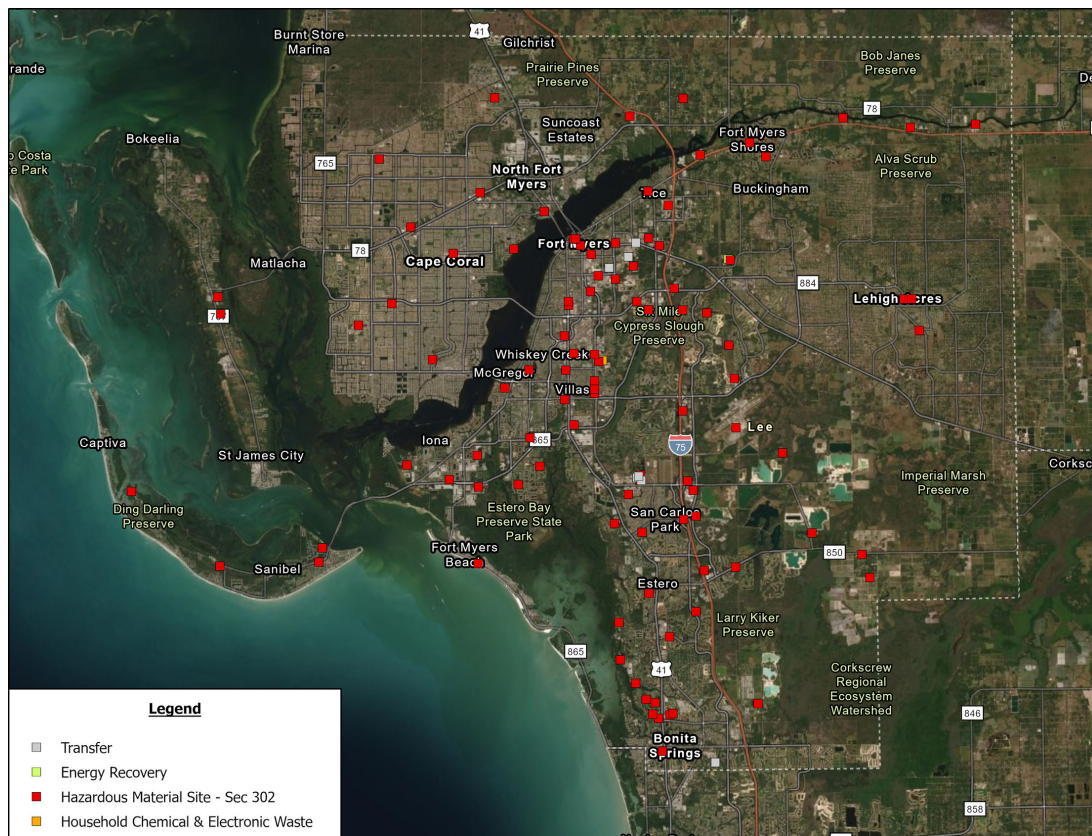 Burnt Store
Marina
41
Gilchrist
Prairie Pines
Preserve
Bob Janes
Preserve
rande
Bokeelia
Suncoast
Estates
78
Fort Myers
Shores
765
Alva Scrub
Preserve
te Park
North Fort
Myers
Tice
Buckingham
Fort Myers
78
Matlacha
Cape Coral
884
Lehigh Acres
Six Mile
Cypress Slough
Preserve
Whiskey Creek
McGregor
Villas
Captiva
Iona
865
Lee
75
St James City
Corksc
Imperial Marsh
Preserve
Ding Darling
Preserve
Estero Bay
Preserve State
Park
San Carlos
Park
Fort Myers
Beach
850
Sanibel
Estero
Larry Kiker
Preserve
865
41
Corkscrew
Regional
Ecosystem
Watershed
846
Bonita
Springs
858
Legend
Transfer
Energy Recovery
Hazardous Material Site - Sec 302
Household Chemical & Electronic Waste